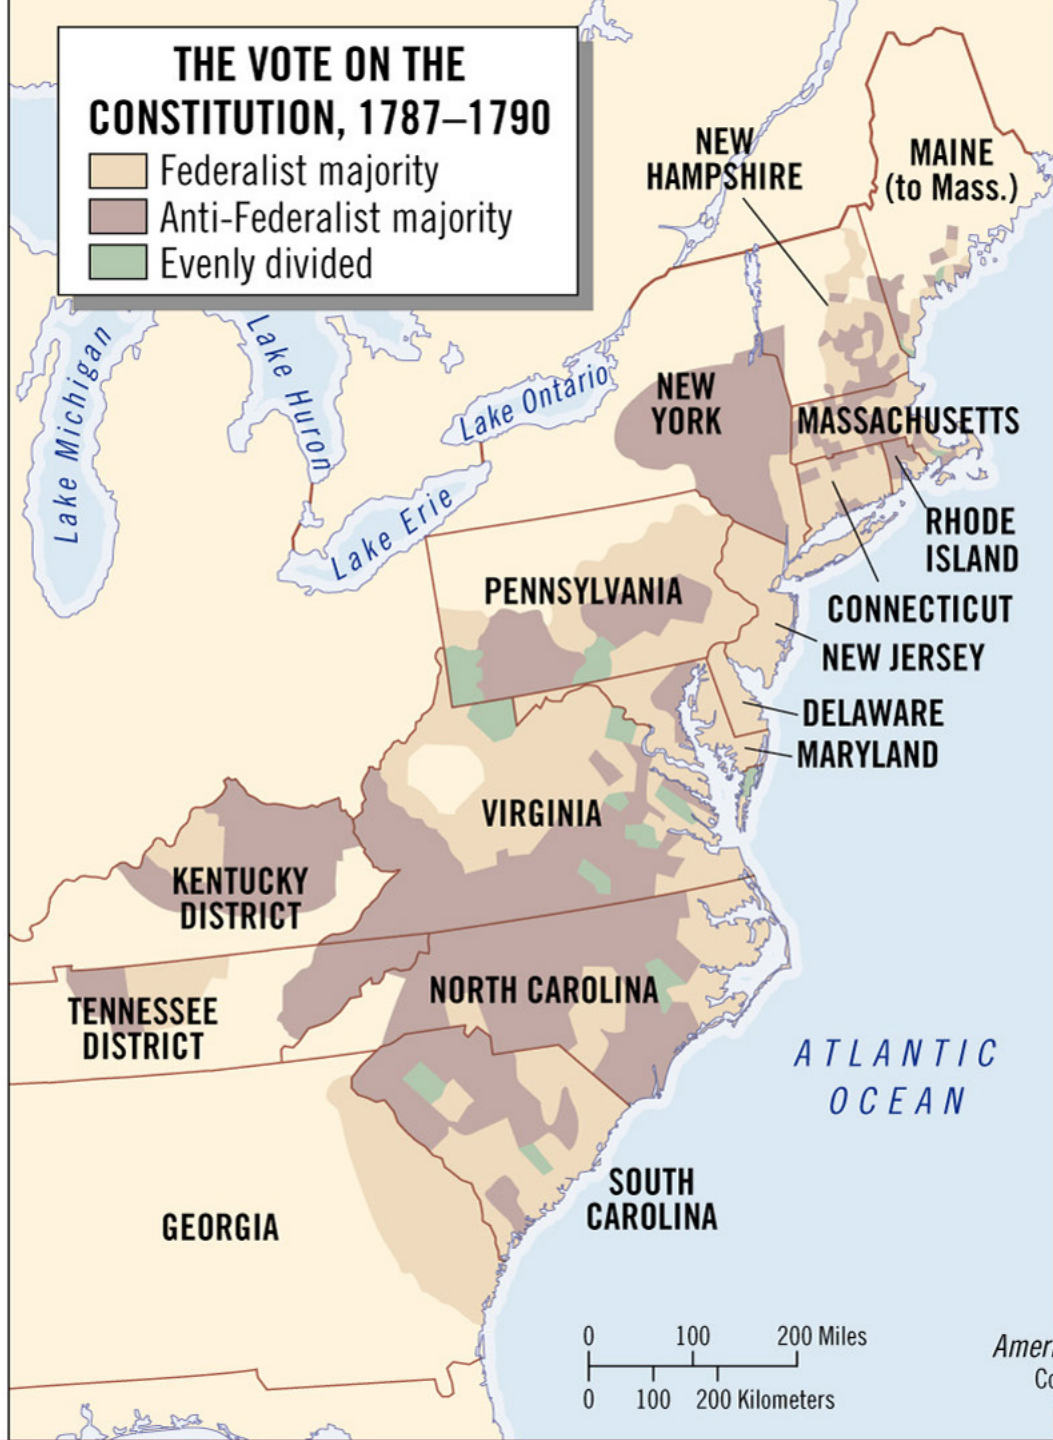 THE VOTE ON THE
CONSTITUTION, 1787–1790
Federalist majority
Anti-Federalist majority
Evenly divided
NEW
HAMPSHIRE
MAINE
(to Mass.)
Lake Michigan
Lake Huron
Lake Ontario
Lake Erie
NEW
YORK
MASSACHUSETTS
RHODE
ISLAND
CONNECTICUT
PENNSYLVANIA
NEW JERSEY
DELAWARE
MARYLAND
VIRGINIA
KENTUCKY
DISTRICT
NORTH CAROLINA
TENNESSEE
DISTRICT
ATLANTIC
OCEAN
SOUTH
CAROLINA
GEORGIA
0 100 200 Miles
0 100 200 Kilometers